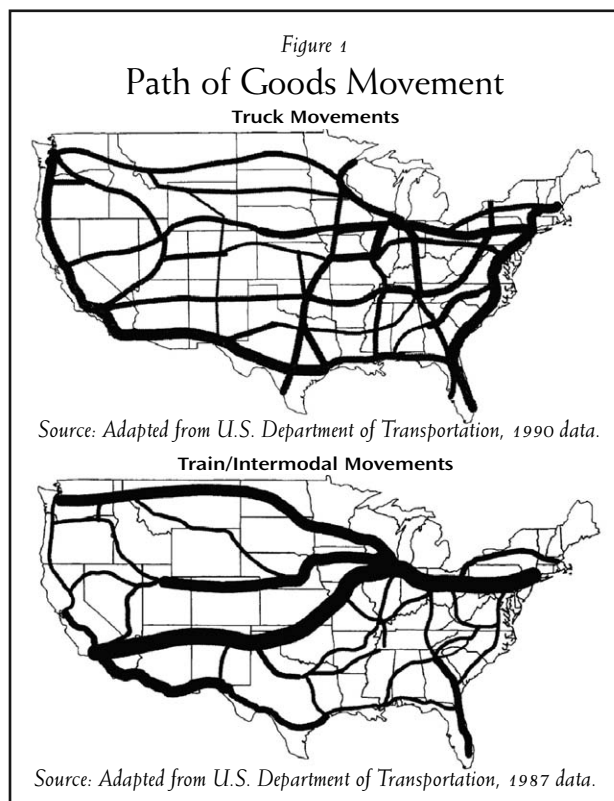 Figure 1
Path of Goods Movement
Truck Movements
Source: Adapted from U.S. Department of Transportation, 1990 data.
Train/Intermodal Movements
Source: Adapted from U.S. Department of Transportation, 1987 data.